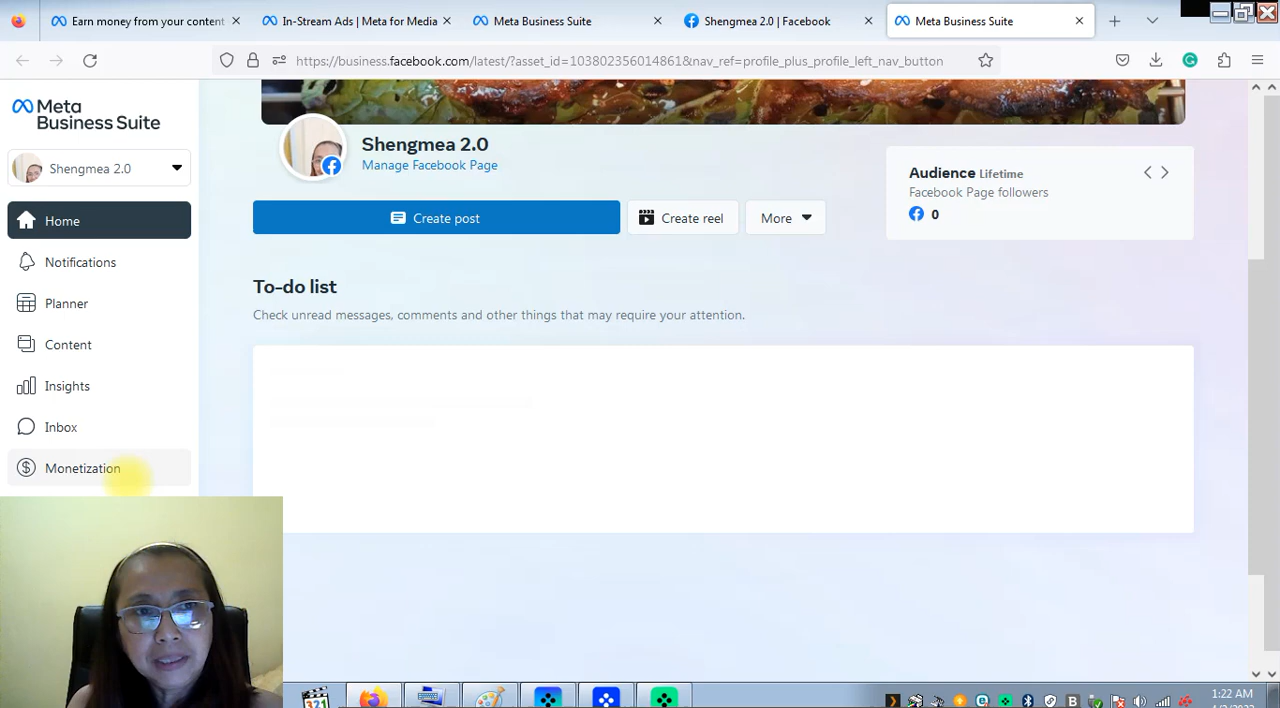 Earn money from your content
In-Stream Ads | Meta for Media
Meta Business Suite
Shengmea 2.0 | Facebook
Meta Business Suite
https://business.facebook.com/latest/?asset_id=103802356014861&nav_ref=profile_plus_profile_left_nav_button
Meta
Business Suite
Shengmea 2.0
Home
Notifications
Planner
Content
Insights
Inbox
Monetization
Shengmea 2.0
Manage Facebook Page
Create post
Create reel
More
Audience Lifetime
Facebook Page followers
0
To-do list
Check unread messages, comments and other things that may require your attention.
321
1:22 AM